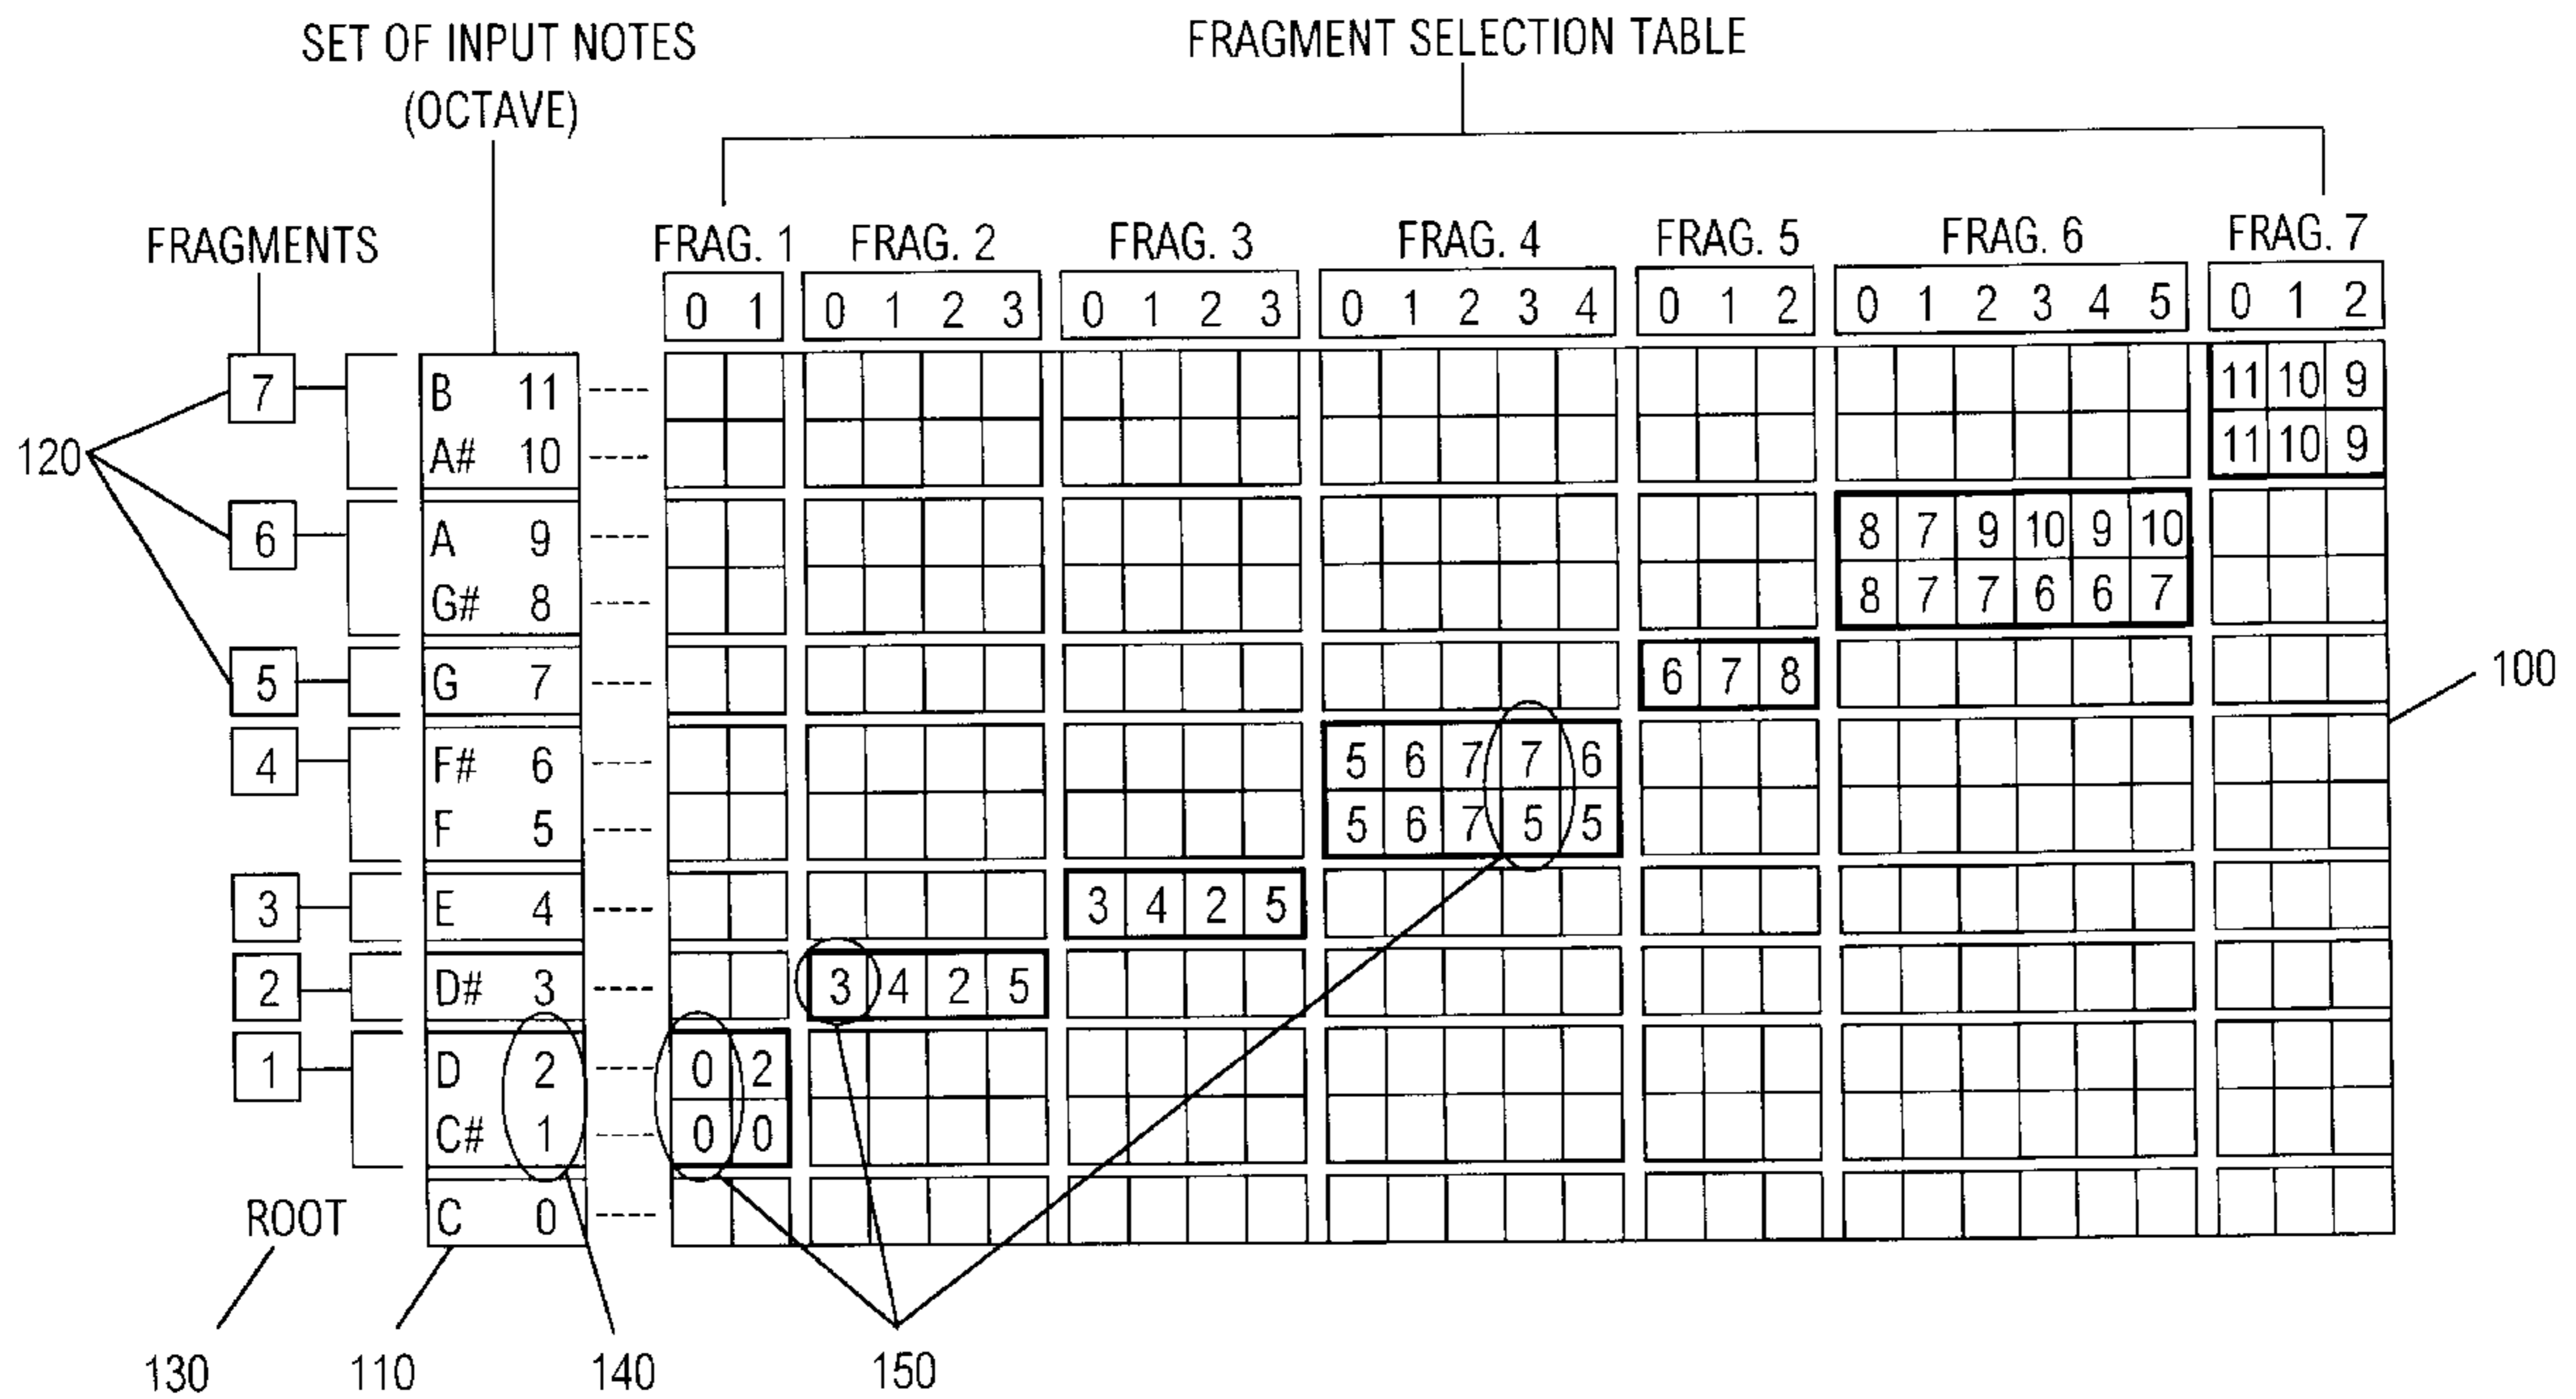 SET OF INPUT NOTES
(OCTAVE)
FRAGMENT SELECTION TABLE
FRAGMENTS
FRAG. 1 FRAG. 2 FRAG. 3 FRAG. 4 FRAG. 5 FRAG. 6 FRAG. 7
0 1 0 1 2 3 0 1 2 3 0 1 2 3 4 0 1 2 0 1 2 3 4 5 0 1 2
7 B 11 ---- 11 10 9
120 A# 10 ---- 11 10 9
6 A 9 ---- 8 7 9 10 9 10
G# 8 ---- 8 7 7 6 6 7
5 G 7 ---- 6 7 8 100
4 F# 6 ---- 5 6 7 7 6
F 5 ---- 5 6 7 5 5
3 E 4 ---- 3 4 2 5
2 D# 3 ---- 3 4 2 5
1 D 2 ---- 0 2
C# 1 ---- 0 0
ROOT C 0 ----
130 110 140 150